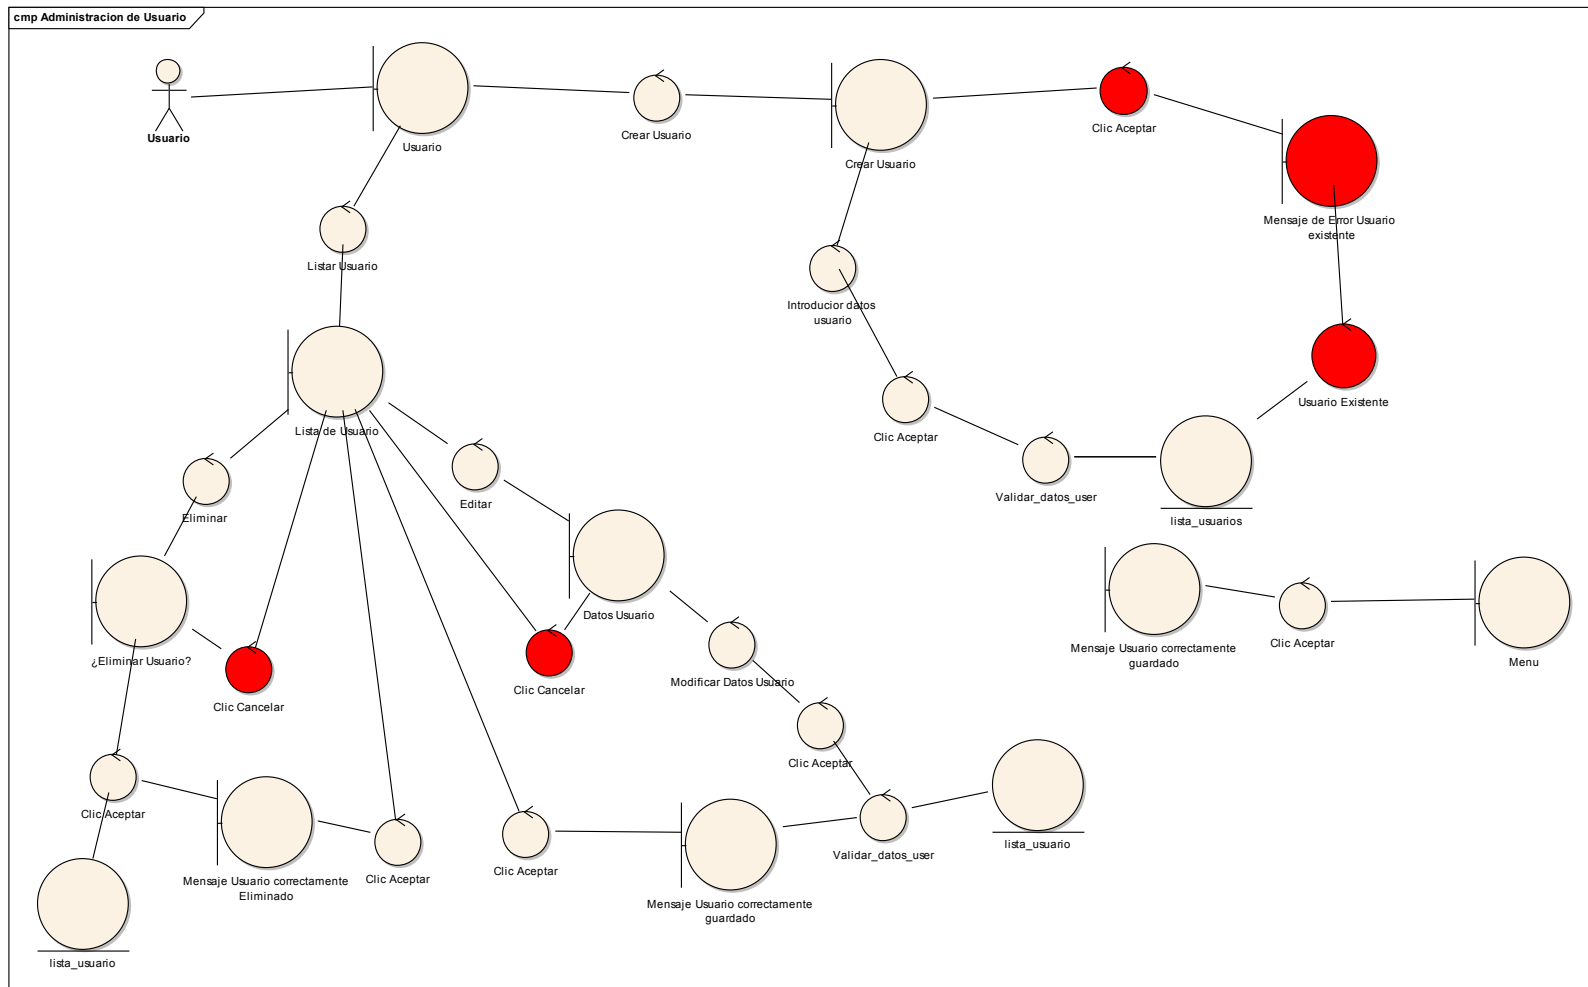 cmp Administracion de Usuario
Usuario
Usuario
Crear Usuario
Crear Usuario
Clic Aceptar
Mensaje de Error Usuario
existente
Listar Usuario
Introducior datos
usuario
Usuario Existente
Lista de Usuario
Clic Aceptar
Eliminar
Editar
Validar_datos_user
lista_usuarios
Datos Usuario
¿Eliminar Usuario?
Clic Cancelar
Clic Cancelar
Modificar Datos Usuario
Mensaje Usuario correctamente
guardado
Clic Aceptar
Menu
Clic Aceptar
Clic Aceptar
Mensaje Usuario correctamente
Eliminado
Clic Aceptar
Clic Aceptar
Mensaje Usuario correctamente
guardado
Validar_datos_user
lista_usuario
lista_usuario